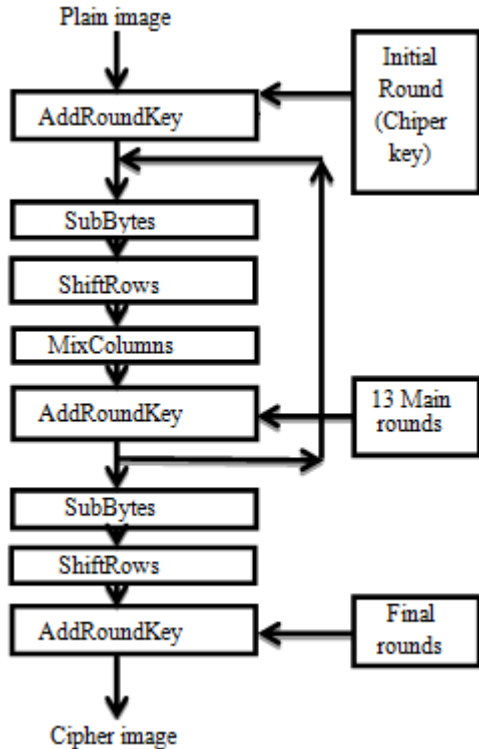 Plain image
AddRoundKey
Initial
Round
(Chiper
key)
SubBytes
ShiftRows
MixColumns
AddRoundKey
13 Main
rounds
SubBytes
ShiftRows
AddRoundKey
Final
rounds
Cipher image